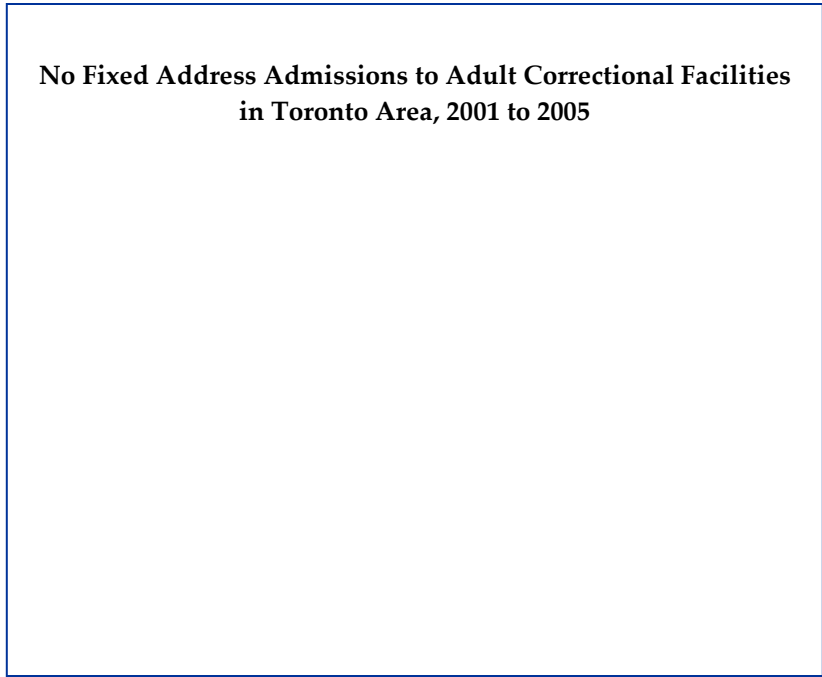 No Fixed Address Admissions to Adult Correctional Facilities
in Toronto Area, 2001 to 2005